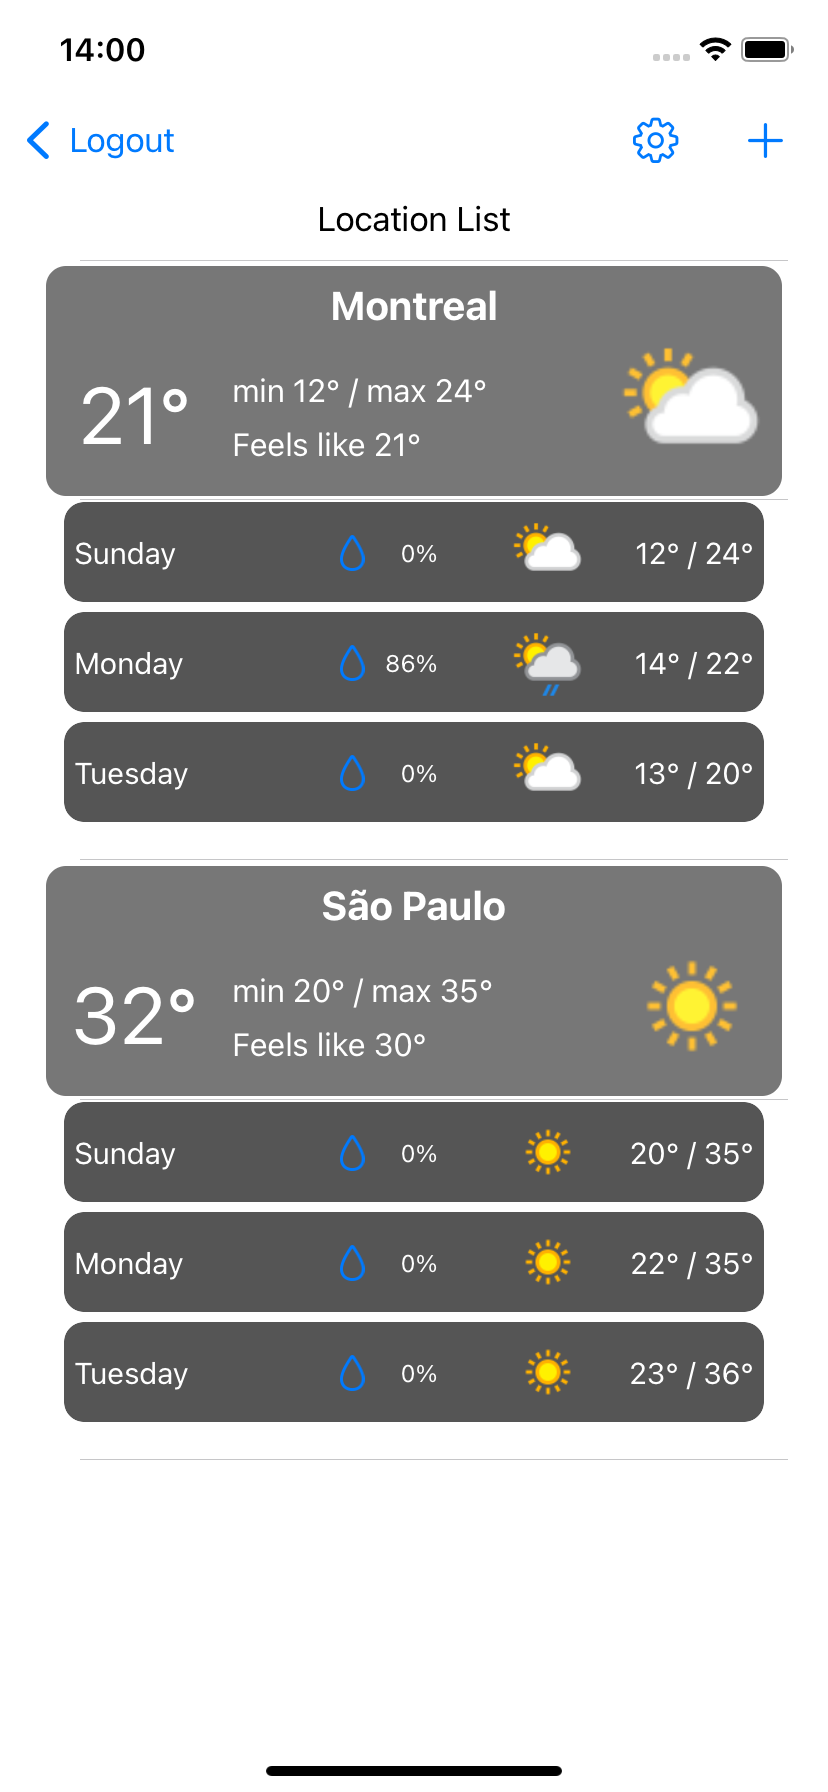 14:00
Logout
Location List
Montreal
21°
min 12° / max 24°
Feels like 21°
Sunday 0% 12° / 24°
Monday 86% 14° / 22°
Tuesday 0% 13° / 20°
São Paulo
32°
min 20° / max 35°
Feels like 30°
Sunday 0% 20° / 35°
Monday 0% 22° / 35°
Tuesday 0% 23° / 36°